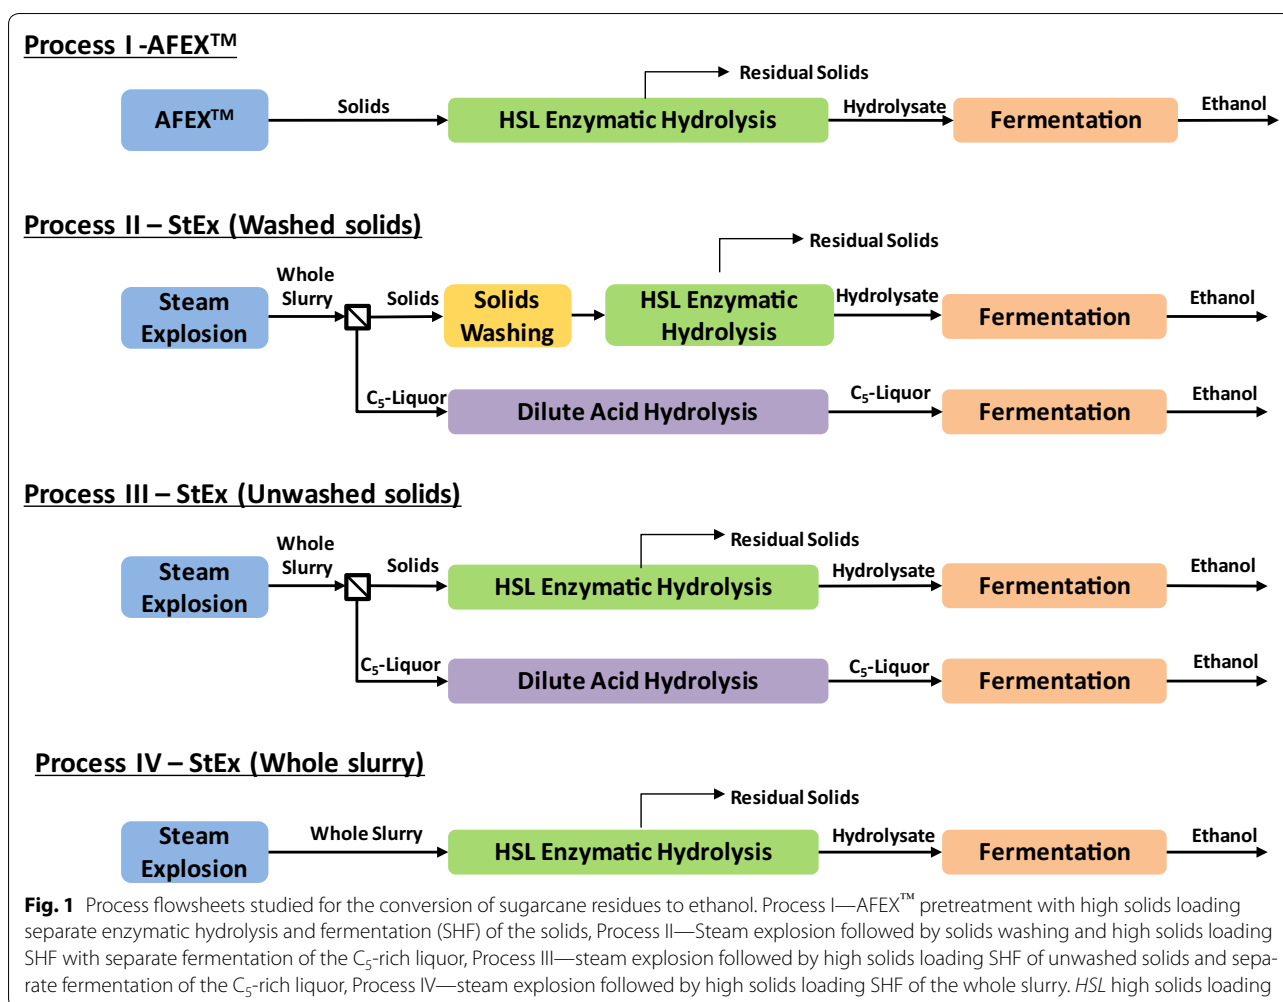 Process I -AFEX™
Residual Solids
AFEX™
Solids
HSL Enzymatic Hydrolysis
Hydrolysate
Fermentation
Ethanol
Process II – StEx (Washed solids)
Residual Solids
Steam
Explosion
Whole
Slurry
Solids
Solids
Washing
HSL Enzymatic
Hydrolysis
Hydrolysate
Fermentation
Ethanol
C₅-Liquor
Dilute Acid Hydrolysis
C₅-Liquor
Fermentation
Ethanol
Process III – StEx (Unwashed solids)
Residual Solids
Steam
Explosion
Whole
Slurry
Solids
HSL Enzymatic Hydrolysis
Hydrolysate
Fermentation
Ethanol
C₅-Liquor
Dilute Acid Hydrolysis
C₅-Liquor
Fermentation
Ethanol
Process IV – StEx (Whole slurry)
Residual Solids
Steam
Explosion
Whole Slurry
HSL Enzymatic Hydrolysis
Hydrolysate
Fermentation
Ethanol
Fig. 1 Process flowsheets studied for the conversion of sugarcane residues to ethanol. Process I—AFEX™ pretreatment with high solids loading
separate enzymatic hydrolysis and fermentation (SHF) of the solids, Process II—Steam explosion followed by solids washing and high solids loading
SHF with separate fermentation of the C₅-rich liquor, Process III—steam explosion followed by high solids loading SHF of unwashed solids and sepa-
rate fermentation of the C₅-rich liquor, Process IV—steam explosion followed by high solids loading SHF of the whole slurry. HSL high solids loading